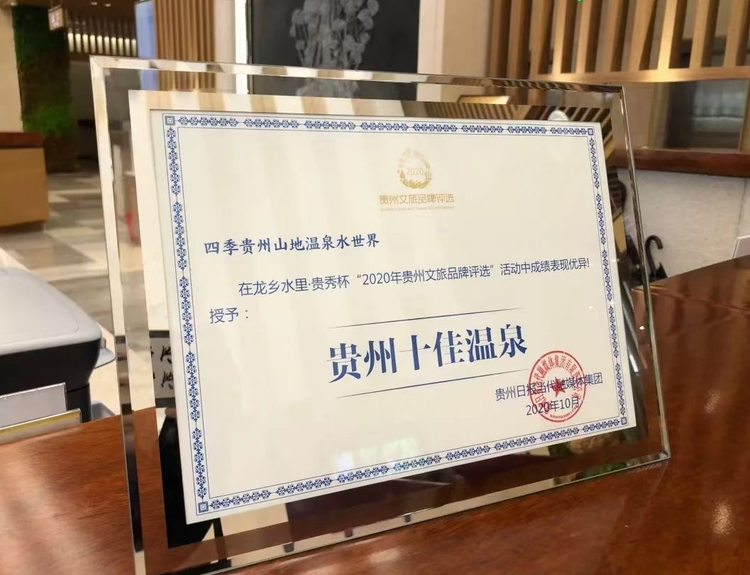 2020
贵州文旅品牌评选
四季贵州山地温泉水世界
在龙乡水里·贵秀杯“2020年贵州文旅品牌评选”活动中成绩表现优异!
授予：
贵州十佳温泉
贵州日报当代融媒体集团
2020年10月